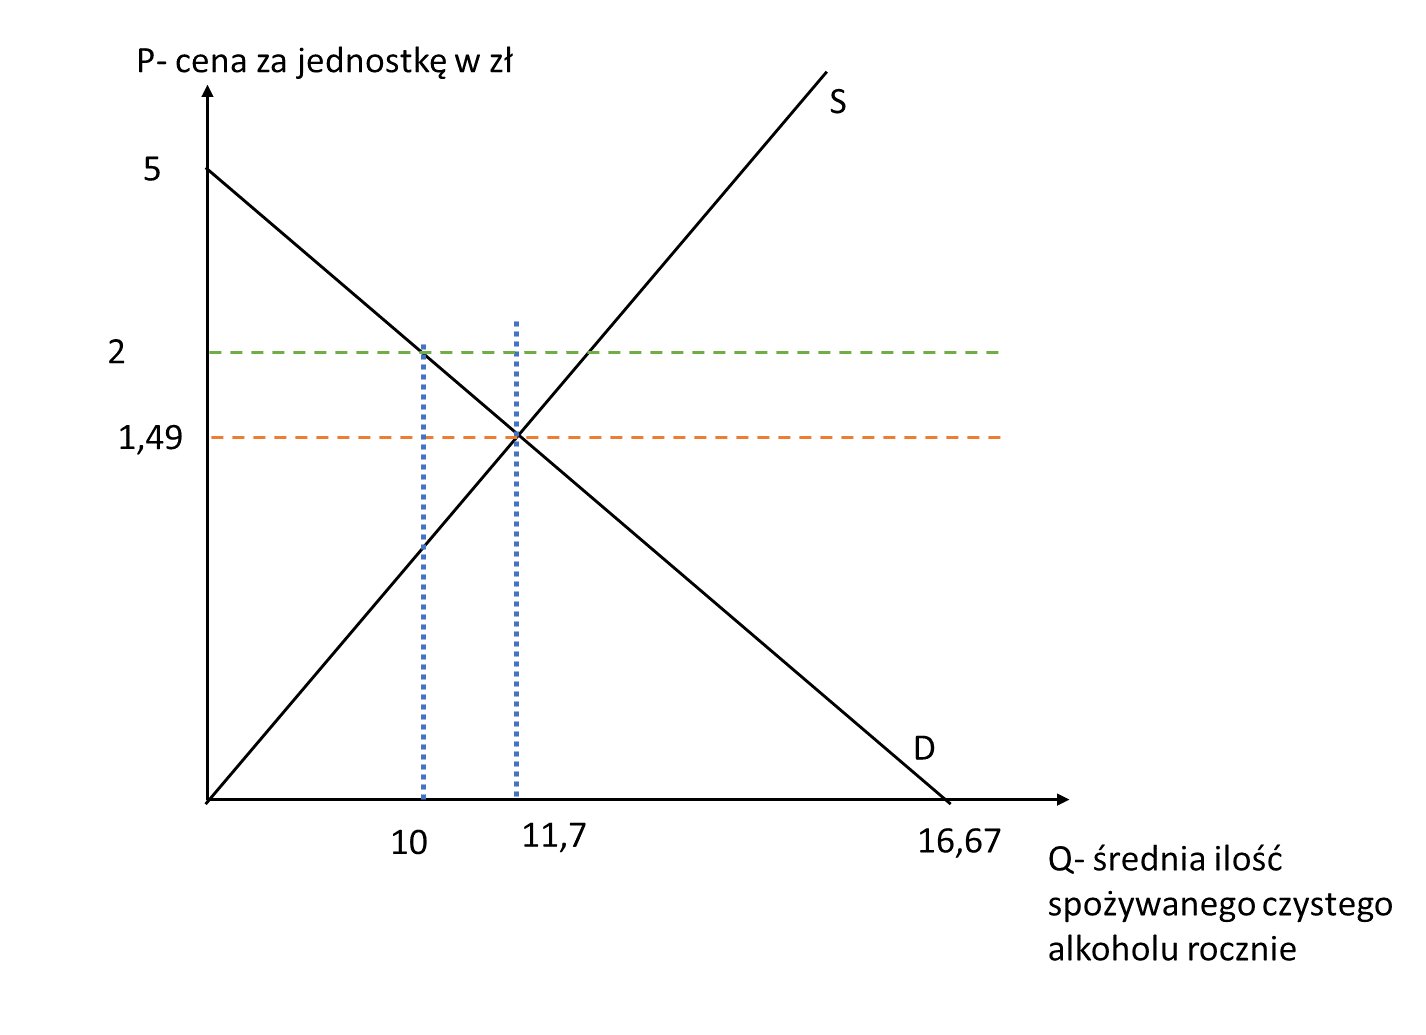 P- cena za jednostkę w zł
S
5
2
1,49
D
10
11,7
16,67
Q- średnia ilość
spożywanego czystego
alkoholu rocznie